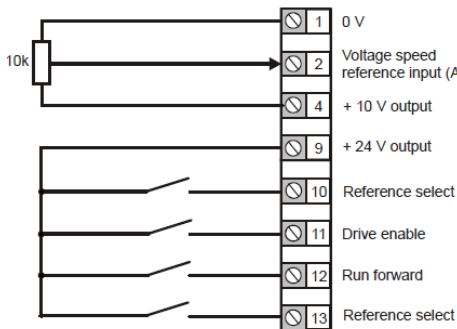 1 0 V
10k
2 Voltage speed
reference input (A
4 + 10 V output
9 + 24 V output
10 Reference select
11 Drive enable
12 Run forward
13 Reference select